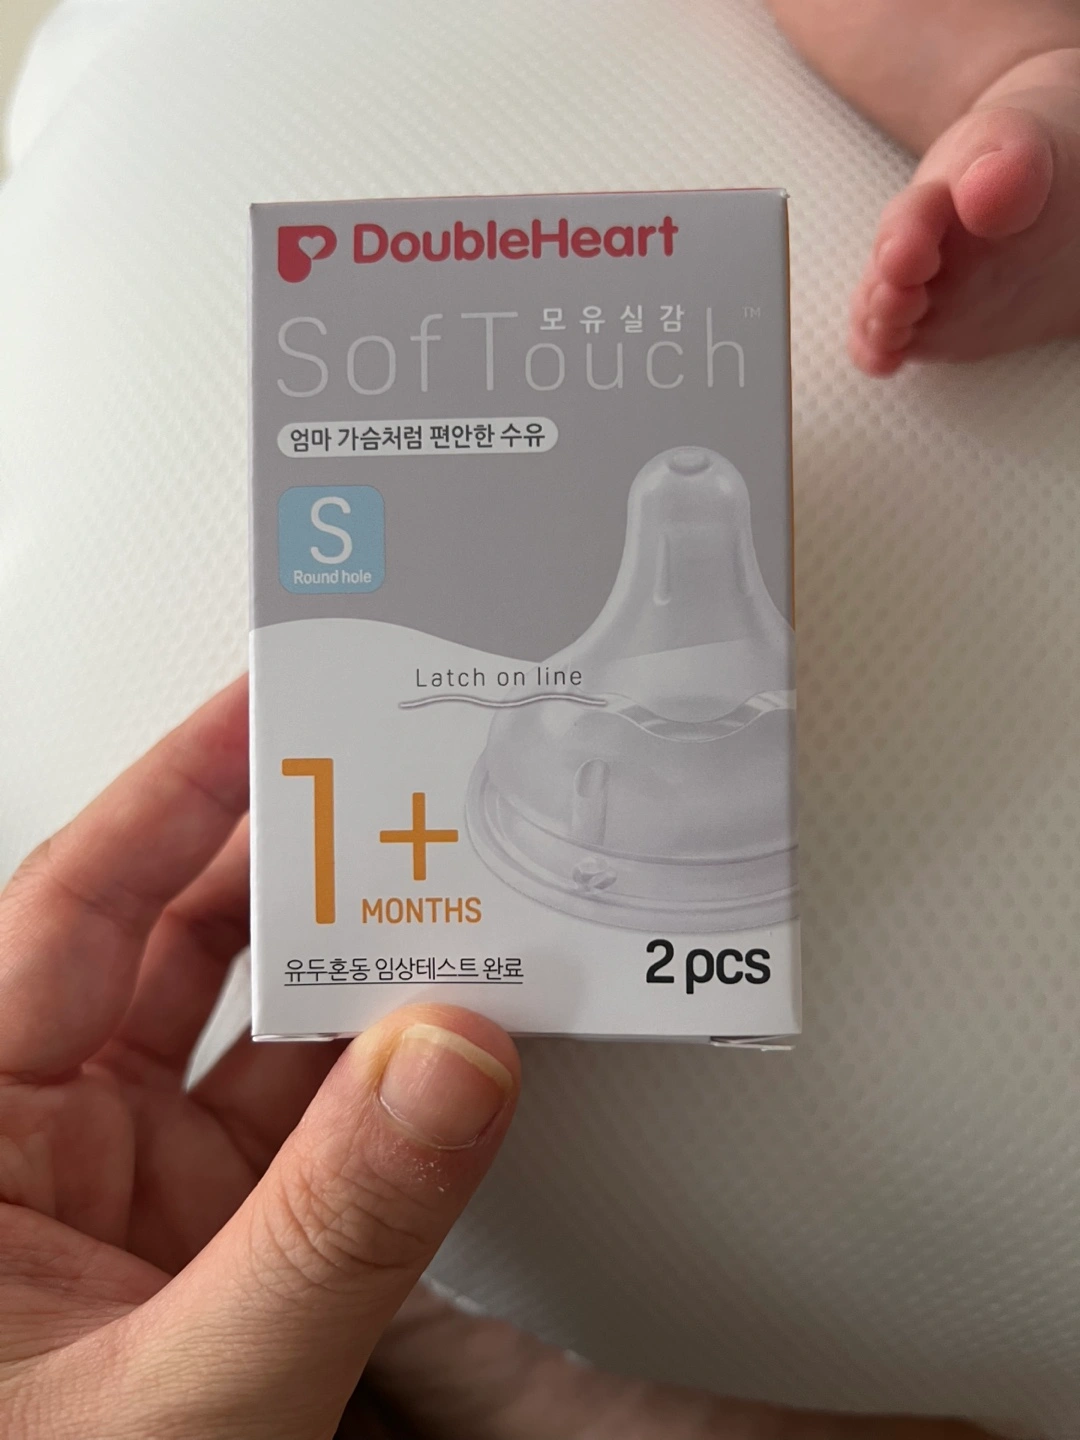 DoubleHeart
모유실감
SofTouch™
엄마 가슴처럼 편안한 수유
S
Round hole
Latch on line
1+
MONTHS
유두혼동 임상테스트 완료
2 pcs